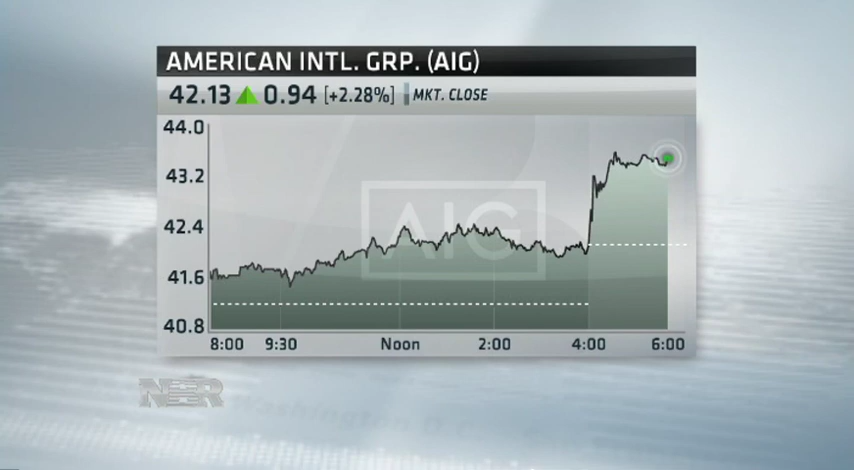 AMERICAN INTL. GRP. (AIG)
42.13 0.94 [+2.28%] MKT. CLOSE
44.0
43.2
42.4
41.6
40.8
AIG
8:00 9:30 Noon 2:00 4:00 6:00
NBR
Washington D.C.